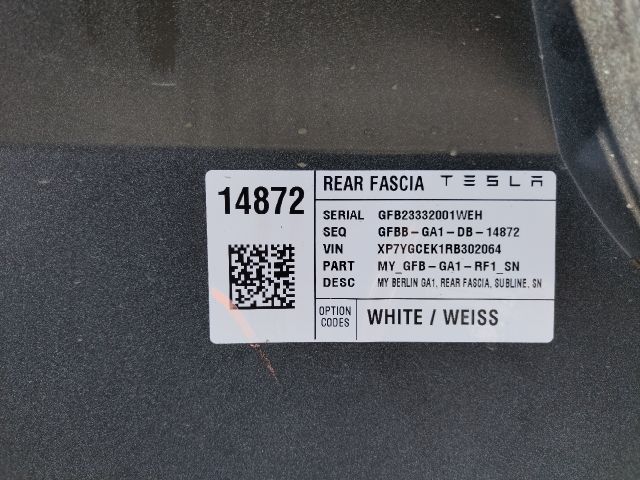 14872
REAR FASCIA TESLA
SERIAL GFB23332001WEH
SEQ GFBB-GA1-DB-14872
VIN XP7YGCEK1RB302064
PART MY_GFB-GA1-RF1_SN
DESC MY BERLIN GA1, REAR FASCIA, SUBLINE, SN
OPTION CODES WHITE / WEISS